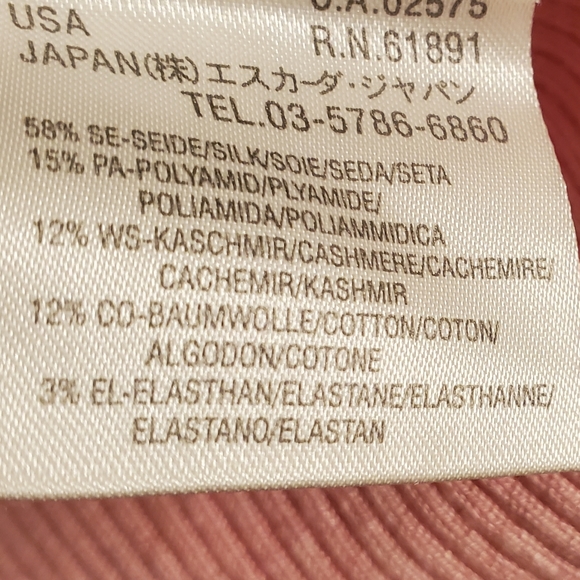 C.A.02575
USA
R.N.61891
JAPAN(株)エスカーダ・ジャパン
TEL.03-5786-6860
58% SE-SEIDE/SILK/SOIE/SEDA/SETA
15% PA-POLYAMID/PLYAMIDE/
POLIAMIDA/POLIAMMIDICA
12% WS-KASCHMIR/CASHMERE/CACHEMIRE/
CACHEMIR/KASHMIR
12% CO-BAUMWOLLE/COTTON/COTON/
ALGODON/COTONE
3% EL-ELASTHAN/ELASTANE/ELASTHANNE/
ELASTANO/ELASTAN